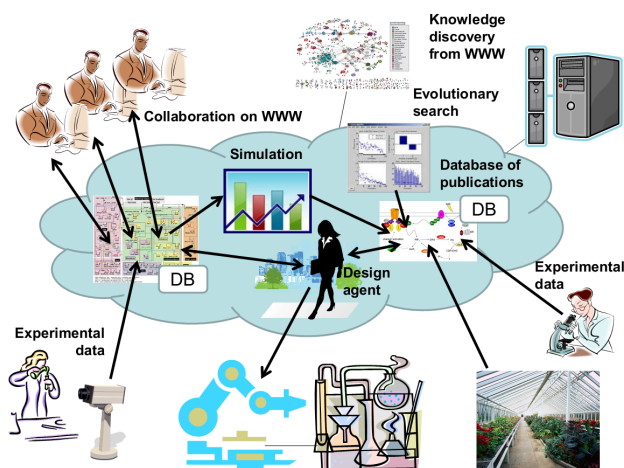 Knowledge
discovery
from WWW
Evolutionary
search
Collaboration on WWW
Simulation
Database of
publications
DB
DB
Design
agent
Experimental
data
Experimental
data